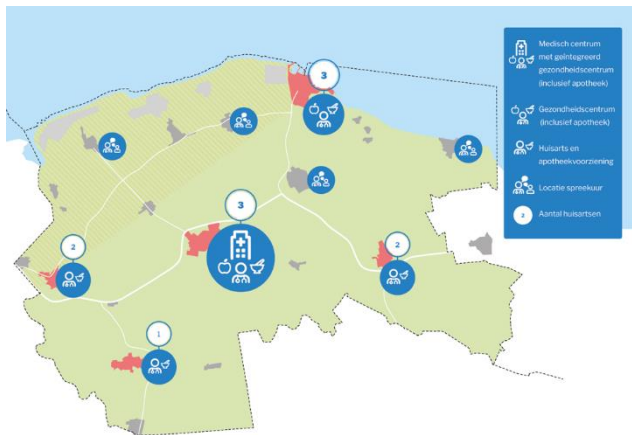 3
3
2
2
1
Medisch centrum
met geïntegreerd
gezondheidscentrum
(inclusief apotheek)
Gezondheidcentrum
(inclusief apotheek)
Huisarts en
apotheekvoorziening
Locatie spreekuur
2
Aantal huisartsen